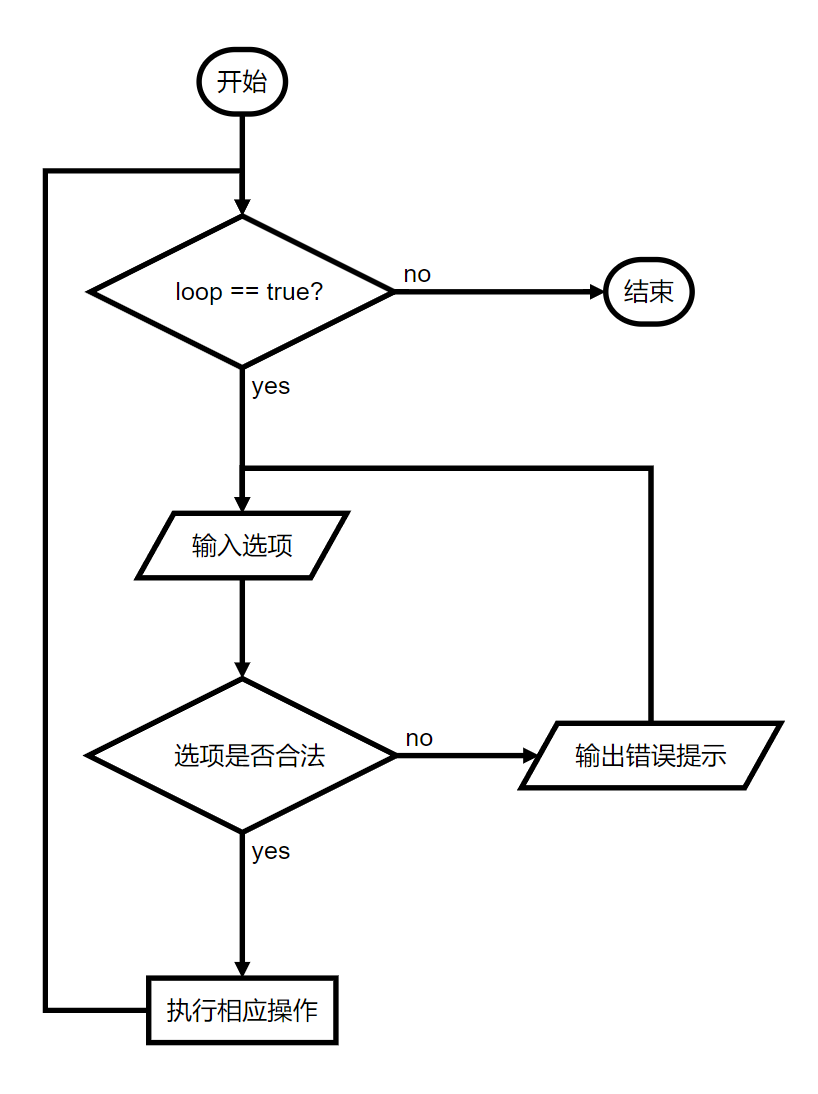 开始
loop == true?
no
结束
yes
输入选项
选项是否合法
no
输出错误提示
yes
执行相应操作